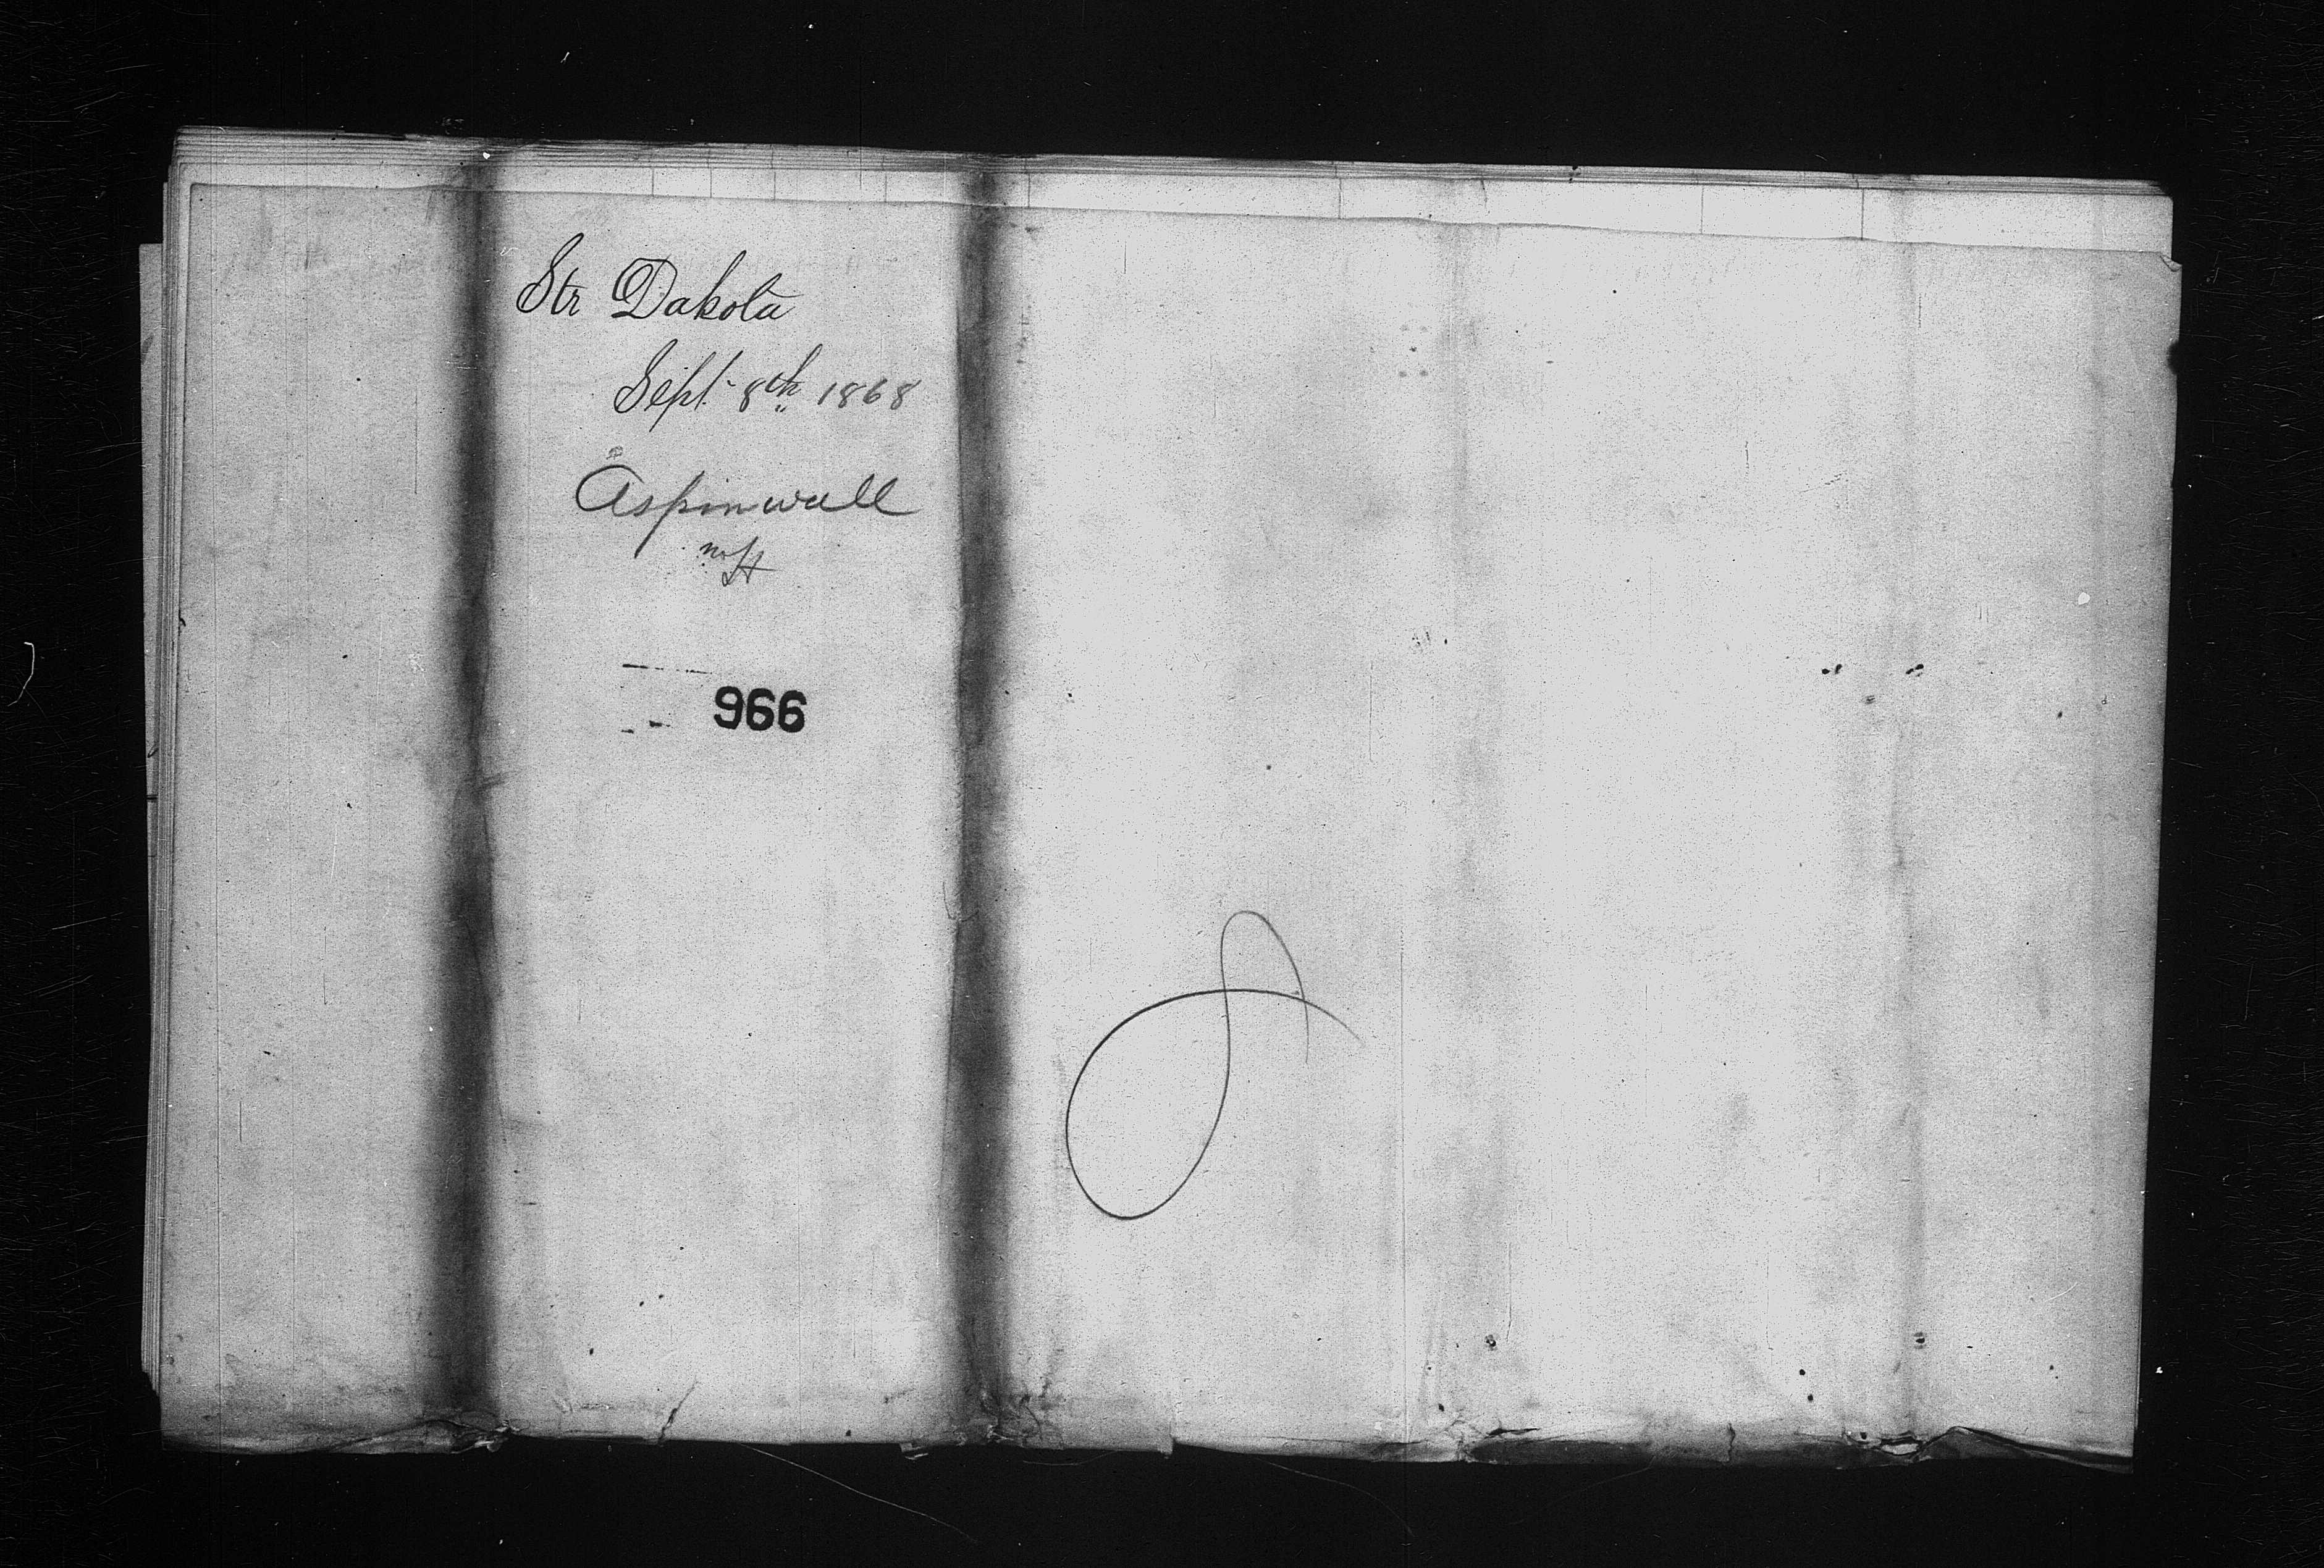 Str Dakota
Sept. 8th 1868
Aspinwall
966